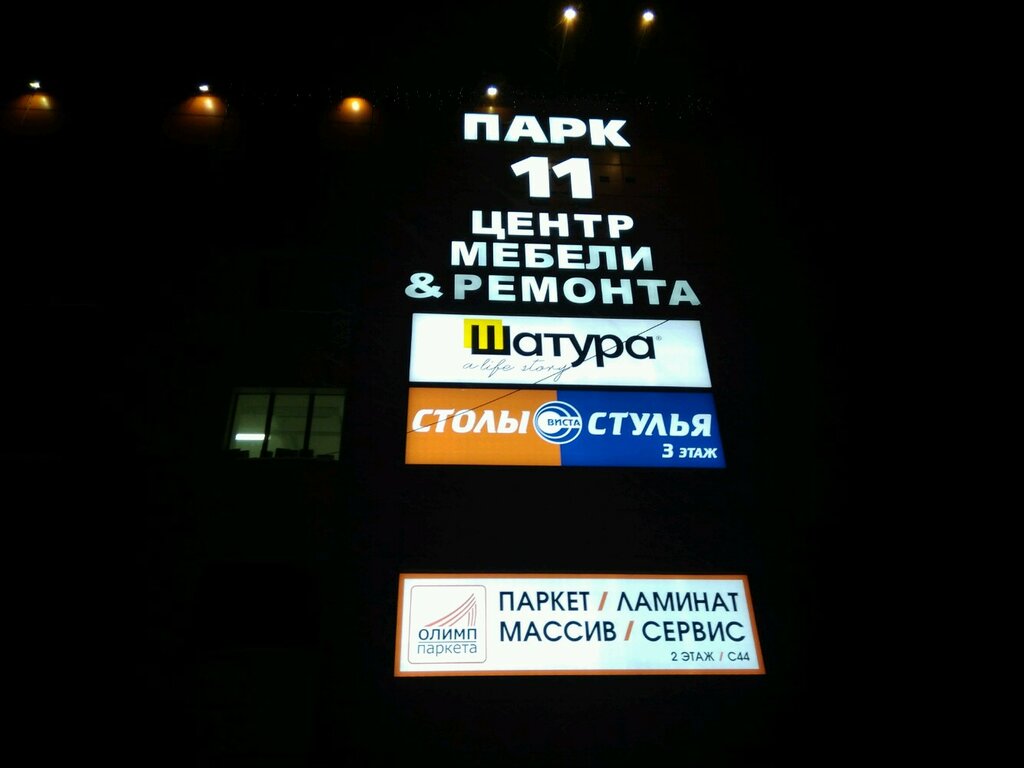 ПАРК
11
ЦЕНТР
МЕБЕЛИ
& РЕМОНТА
Шатура®
a life story
СТОЛЫ ВИСТА СТУЛЬЯ
3 ЭТАЖ
ОЛИМП
паркета
ПАРКЕТ / ЛАМИНАТ
МАССИВ / СЕРВИС
2 ЭТАЖ / С44